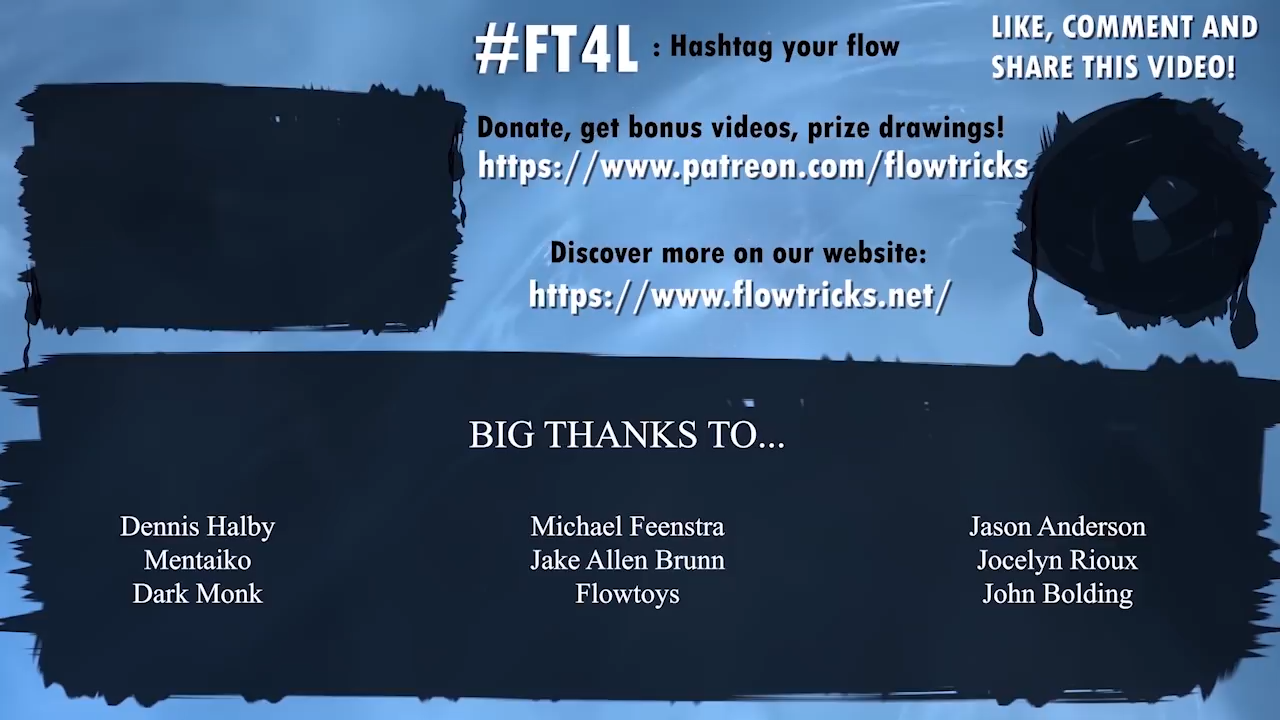 #FT4L : Hashtag your flow
LIKE, COMMENT AND
SHARE THIS VIDEO!
Donate, get bonus videos, prize drawings!
https://www.patreon.com/flowtricks
Discover more on our website:
https://www.flowtricks.net/
BIG THANKS TO...
Dennis Halby
Mentaiko
Dark Monk
Michael Feenstra
Jake Allen Brunn
Flowtoys
Jason Anderson
Jocelyn Rioux
John Bolding